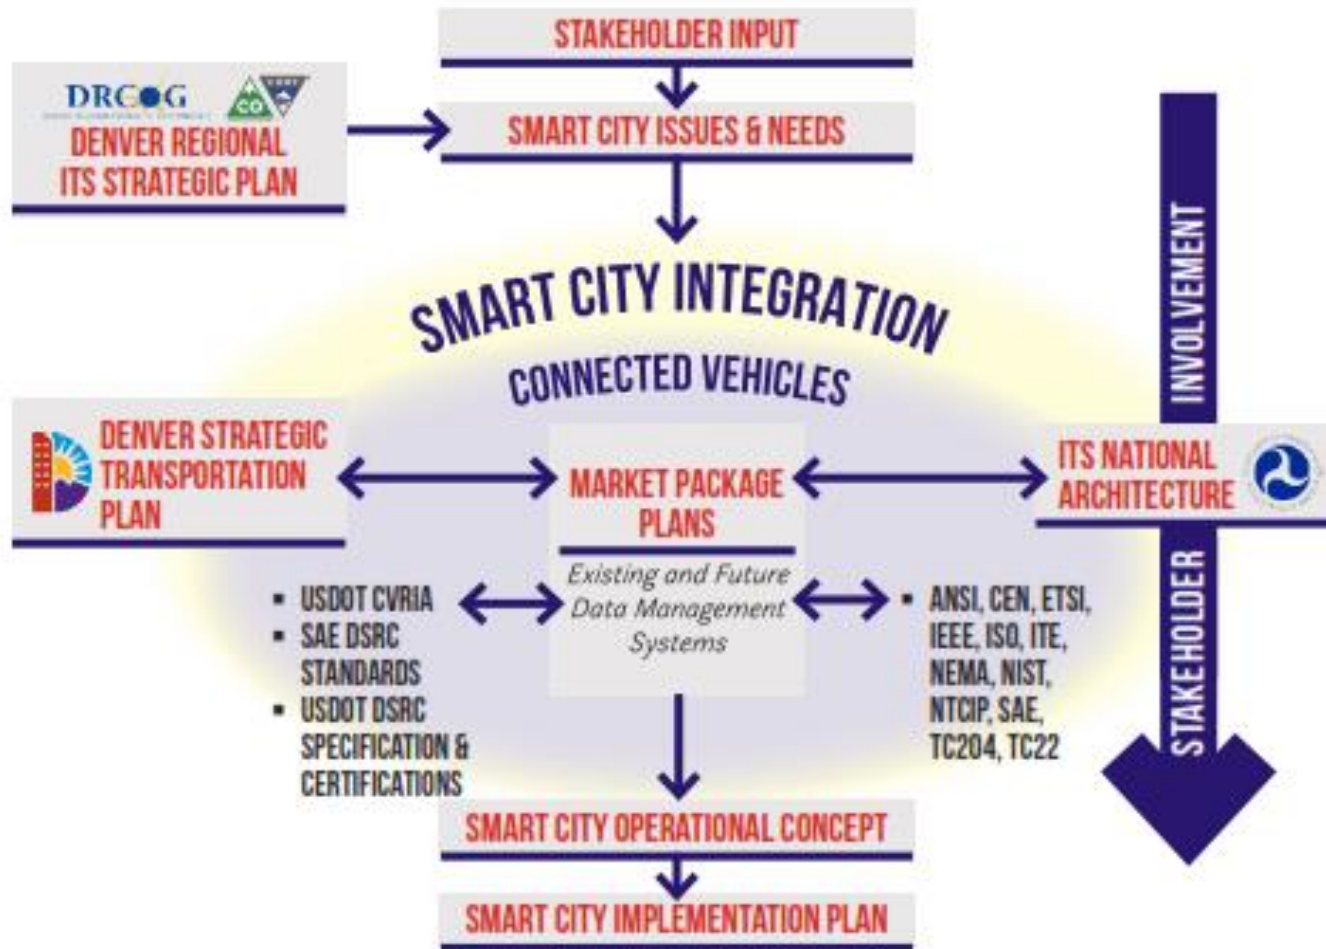 STAKEHOLDER INPUT
DRCOG
CO
DENVER REGIONAL
ITS STRATEGIC PLAN
SMART CITY ISSUES & NEEDS
SMART CITY INTEGRATION
CONNECTED VEHICLES
INVOLVEMENT
STAKEHOLDER
DENVER STRATEGIC
TRANSPORTATION
PLAN
MARKET PACKAGE
PLANS
Existing and Future
Data Management
Systems
ITS NATIONAL
ARCHITECTURE
▪ USDOT CVRIA
▪ SAE DSRC
STANDARDS
▪ USDOT DSRC
SPECIFICATION &
CERTIFICATIONS
▪ ANSI, CEN, ETSI,
IEEE, ISO, ITE,
NEMA, NIST,
NTCIP, SAE,
TC204, TC22
SMART CITY OPERATIONAL CONCEPT
SMART CITY IMPLEMENTATION PLAN